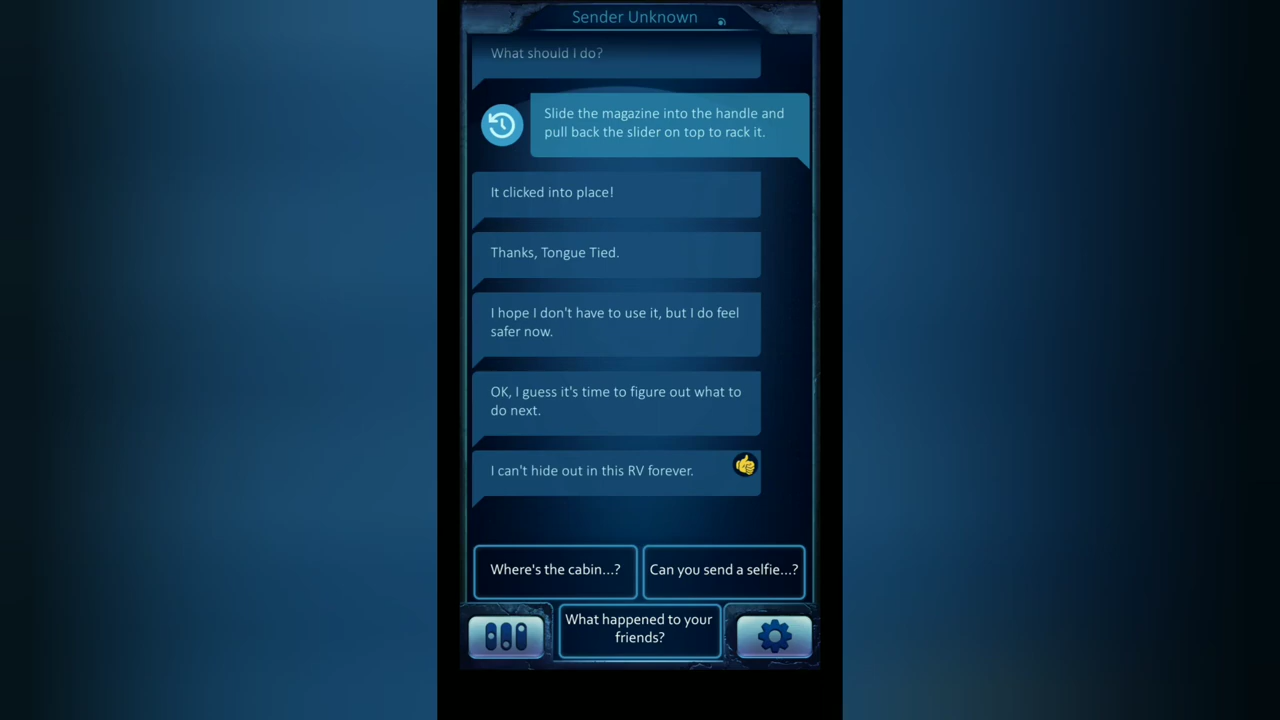 Sender Unknown
What should I do?
Slide the magazine into the handle and
pull back the slider on top to rack it.
It clicked into place!
Thanks, Tongue Tied.
I hope I don't have to use it, but I do feel
safer now.
OK, I guess it's time to figure out what to
do next.
I can't hide out in this RV forever.
Where's the cabin...?
Can you send a selfie...?
What happened to your
friends?